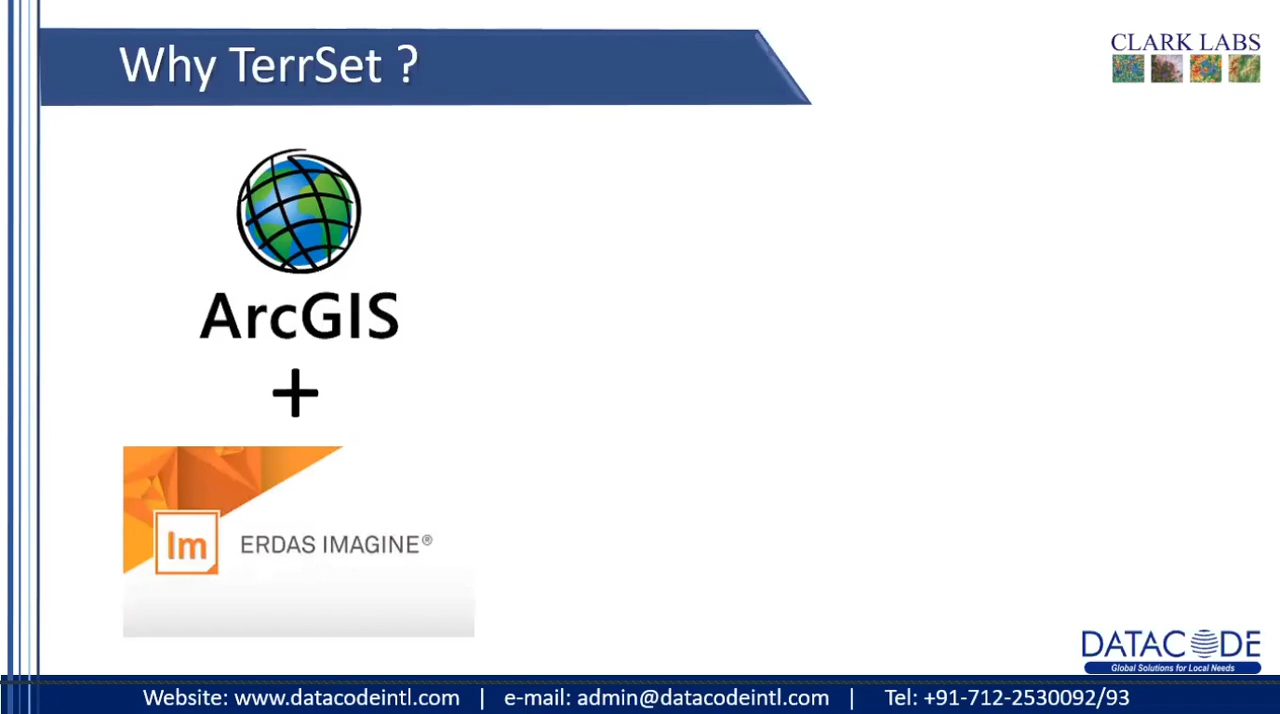 Why TerrSet ?
CLARK LABS
ArcGIS
+
Im
ERDAS IMAGINE®
DATACODE
Global Solutions for Local Needs
Website: www.datacodeintl.com | e-mail: admin@datacodeintl.com | Tel: +91-712-2530092/93